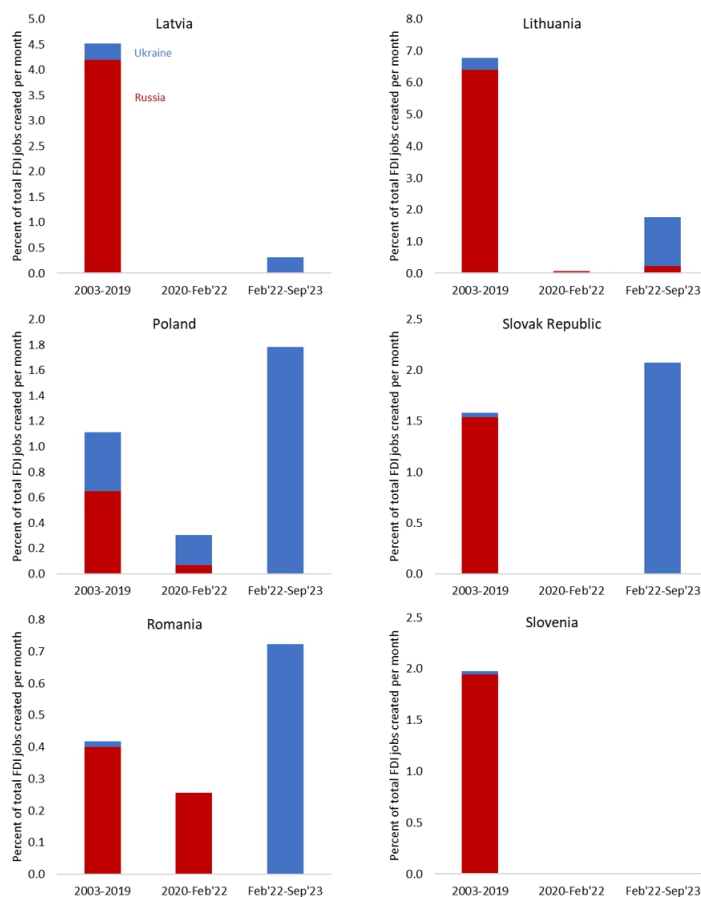 Latvia
Percent of total FDI jobs created per month
5.0
4.5
4.0
3.5
3.0
2.5
2.0
1.5
1.0
0.5
0.0
Ukraine
Russia
2003-2019
2020-Feb'22
Feb'22-Sep'23
Lithuania
Percent of total FDI jobs created per month
8.0
7.0
6.0
5.0
4.0
3.0
2.0
1.0
0.0
2003-2019
2020-Feb'22
Feb'22-Sep'23
Poland
Percent of total FDI jobs created per month
2.0
1.8
1.6
1.4
1.2
1.0
0.8
0.6
0.4
0.2
0.0
2003-2019
2020-Feb'22
Feb'22-Sep'23
Slovak Republic
Percent of total FDI jobs created per month
2.5
2.0
1.5
1.0
0.5
0.0
2003-2019
2020-Feb'22
Feb'22-Sep'23
Romania
Percent of total FDI jobs created per month
0.8
0.7
0.6
0.5
0.4
0.3
0.2
0.1
0.0
2003-2019
2020-Feb'22
Feb'22-Sep'23
Slovenia
Percent of total FDI jobs created per month
2.5
2.0
1.5
1.0
0.5
0.0
2003-2019
2020-Feb'22
Feb'22-Sep'23